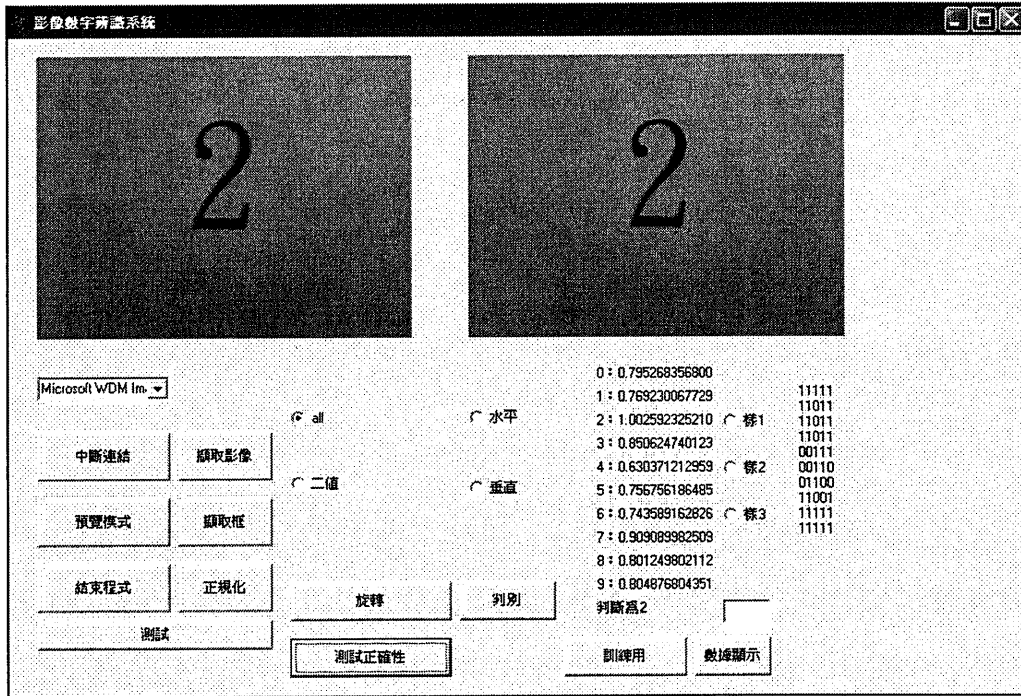 影像數字辨識系統
2
2
Microsoft WDM Im
all
水平
二值
垂直
中斷連結
擷取影像
預覽模式
擷取框
結束程式
正規化
測試
旋轉
判別
測試正確性
0：0.795268356800
1：0.769230067729
2：1.002592325210
3：0.850624740123
4：0.630371212959
5：0.756756186485
6：0.743589162826
7：0.909089982509
8：0.801249802112
9：0.804876804351
判斷為2
樣1
樣2
樣3
11111
11011
11011
11011
00111
00110
01100
11001
11111
11111
訓練用
數據顯示